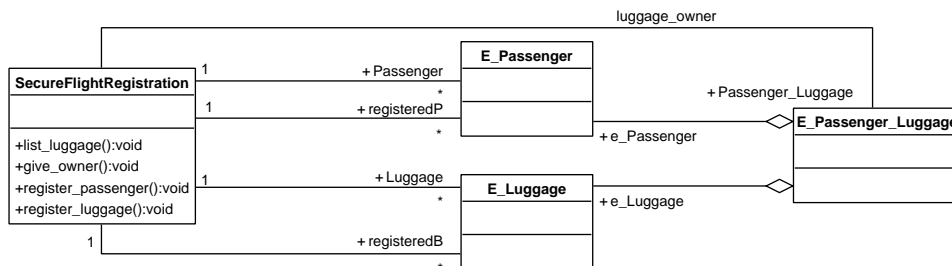 luggage_owner
SecureFlightRegistration
+list_luggage():void
+give_owner():void
+register_passenger():void
+register_luggage():void
1
+ Passenger
*
1
+ registeredP
*
1
+ Luggage
*
1
+ registeredB
*
E_Passenger
E_Luggage
+ Passenger_Luggage
+ e_Passenger
+ e_Luggage
E_Passenger_Luggage